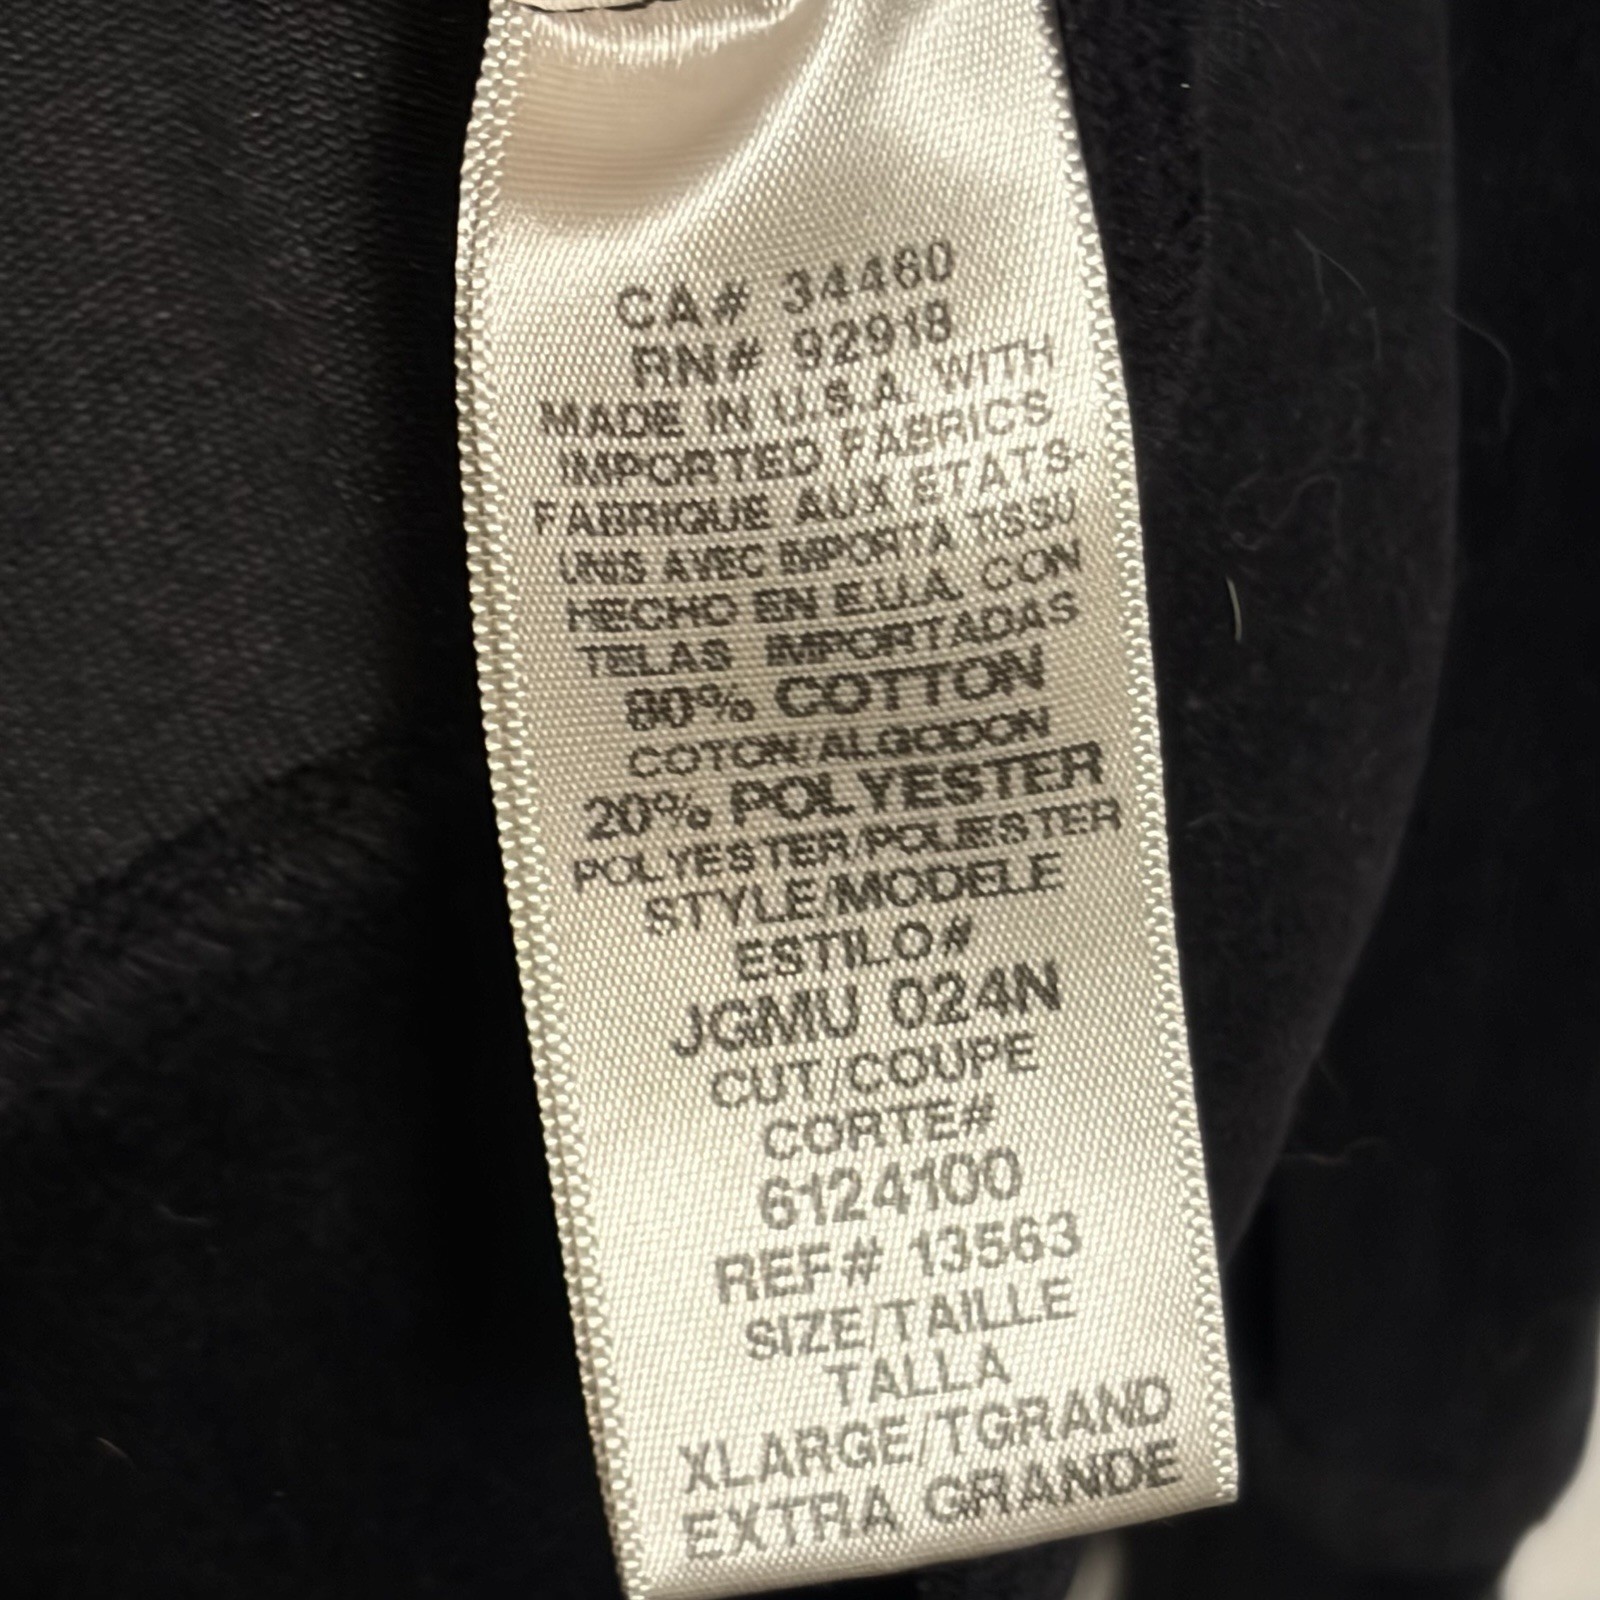 CA# 34460
RN# 92918
MADE IN U.S.A. WITH
IMPORTED FABRICS
FABRIQUE AUX ETATS-
UNIS AVEC IMPORTA TISSU
HECHO EN E.U.A. CON
TELAS IMPORTADAS
80% COTTON
COTON/ALGODON
20% POLYESTER
POLYESTER/POLIESTER
STYLE/MODELE
ESTILO#
JGMU 024N
CUT/COUPE
CORTE#
6124100
REF# 13563
SIZE/TAILLE
TALLA
XLARGE/TGRAND
EXTRA GRANDE